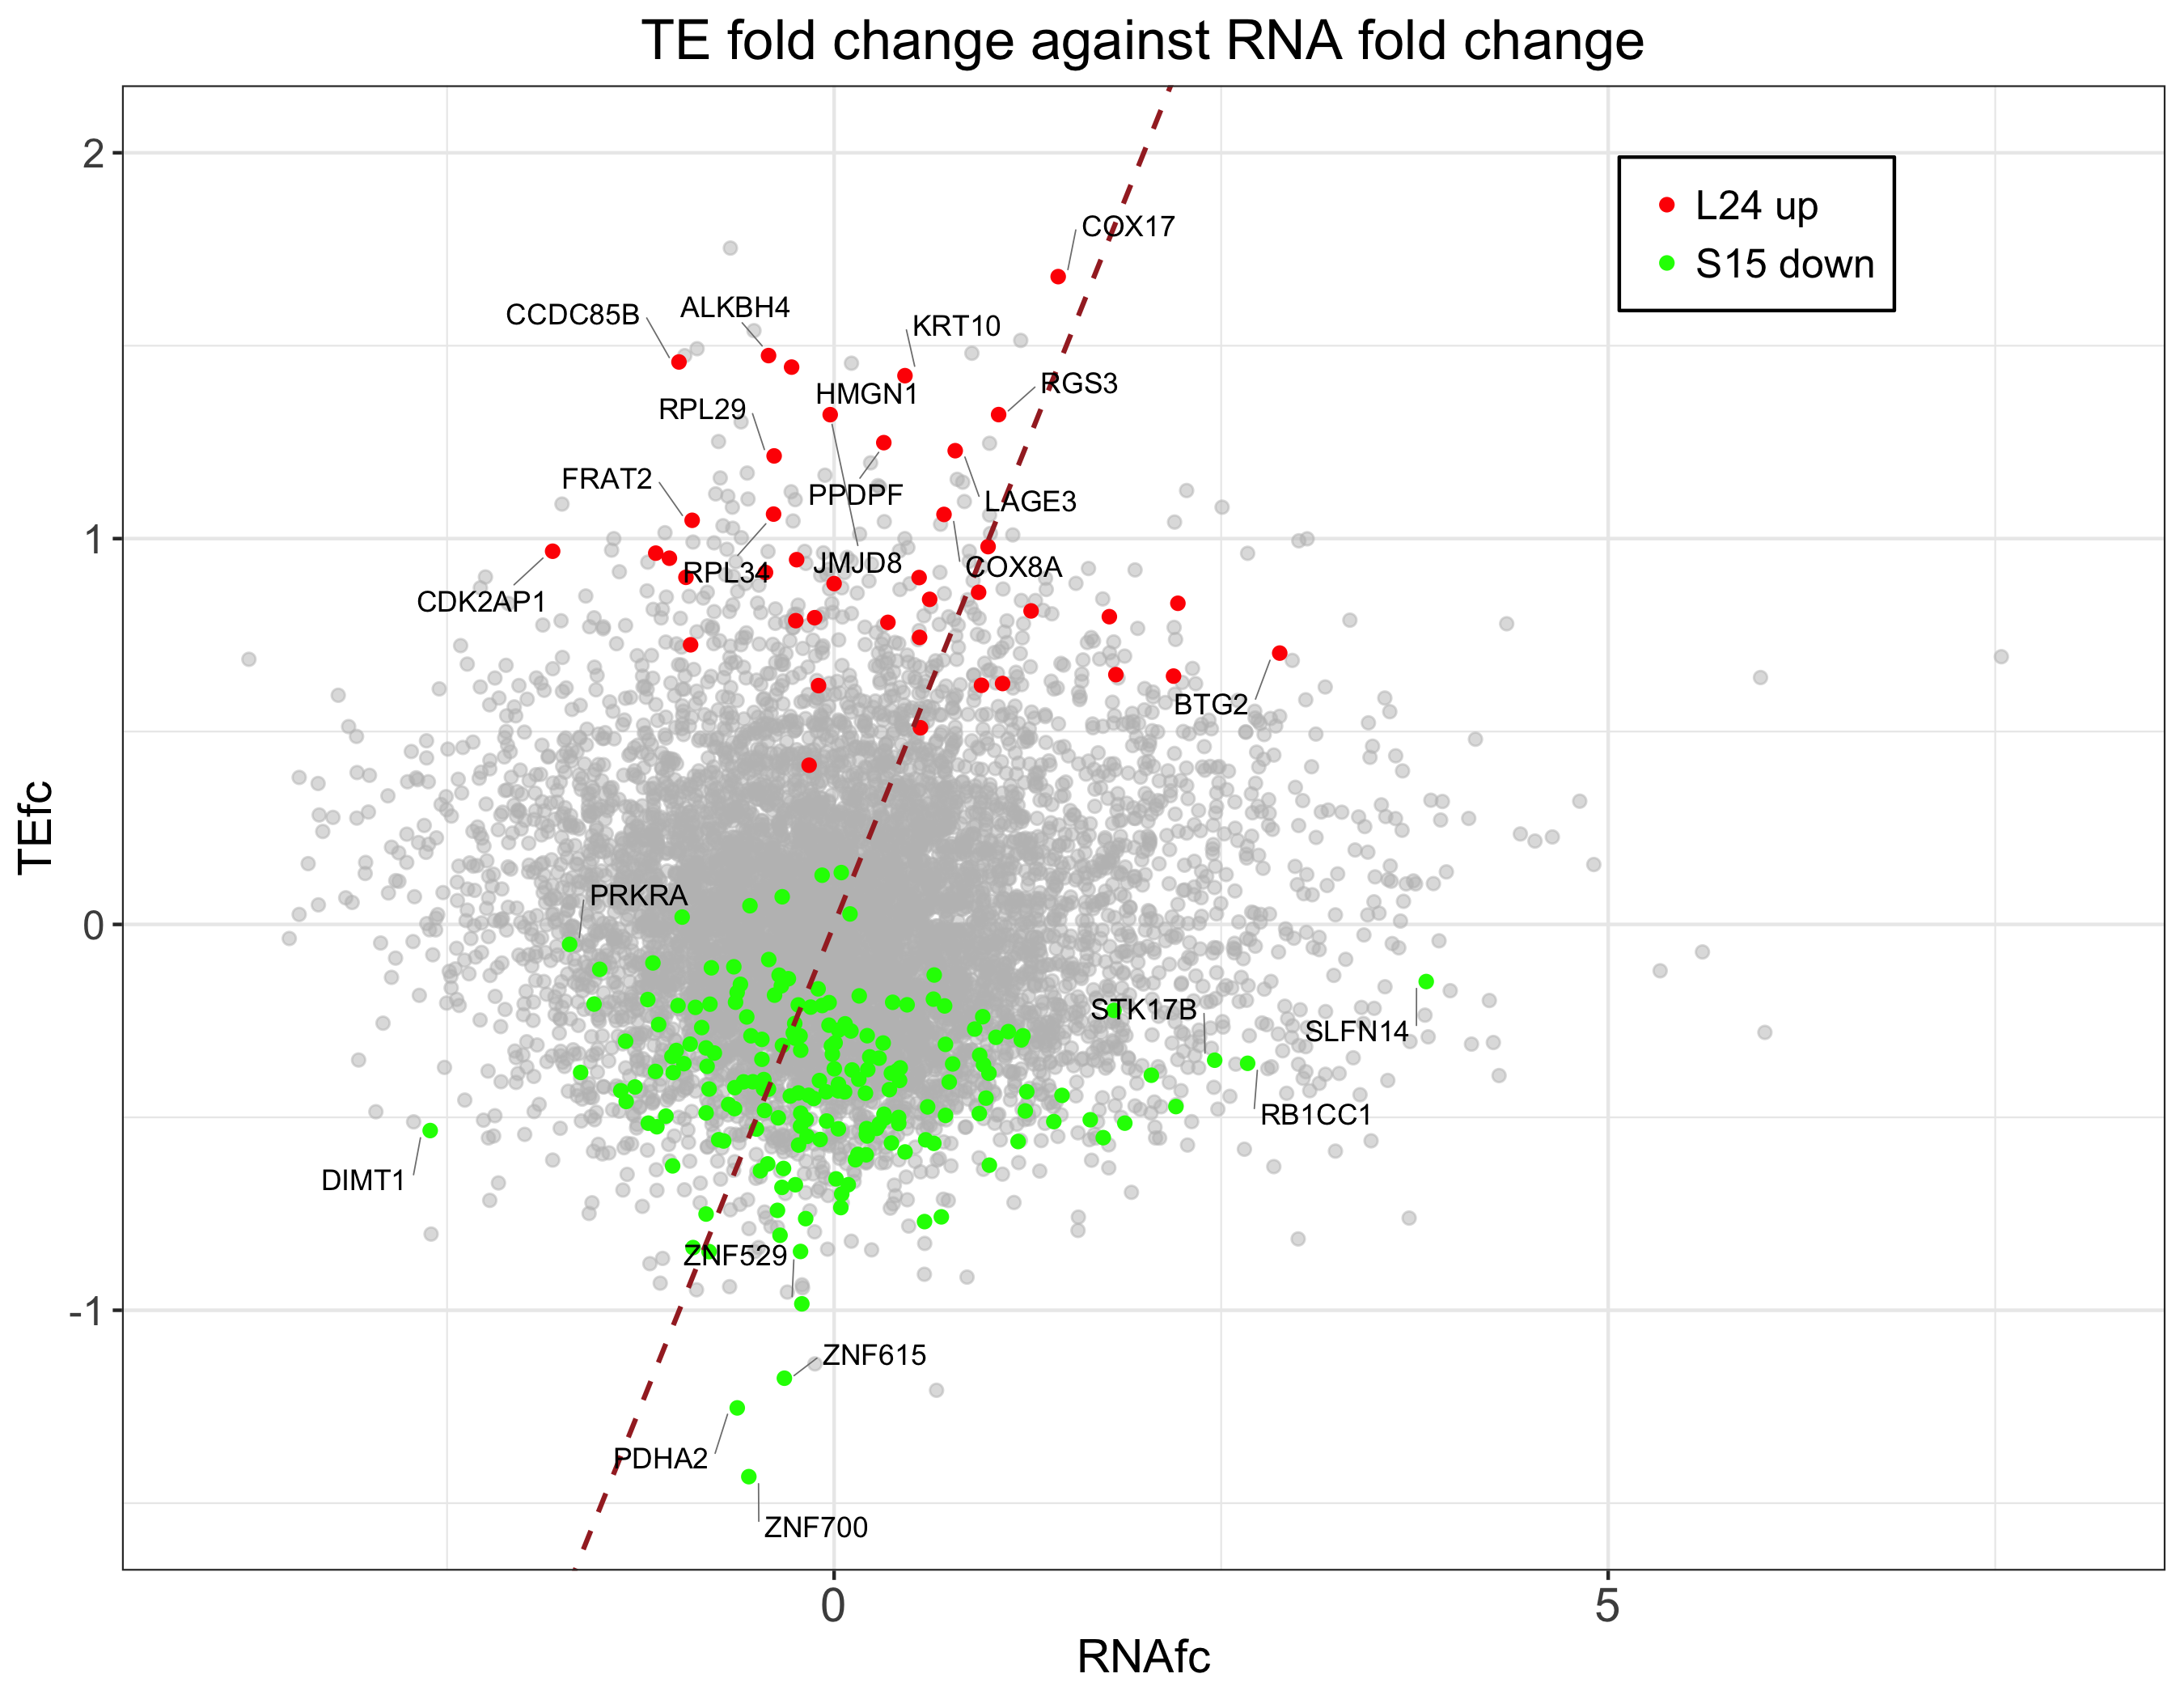 TE fold change against RNA fold change
2
L24 up
COX17
S15 down
CCDC85B
ALKBH4
KRT10
RGS3
HMGN1
RPL29
FRAT2
PPDPF
LAGE3
1
JMJD8
COX8A
RPL34
CDK2AP1
BTG2
TEfc
PRKRA
0
STK17B
SLFN14
RB1CC1
DIMT1
ZNF529
-1
ZNF615
PDHA2
ZNF700
0
5
RNAfc